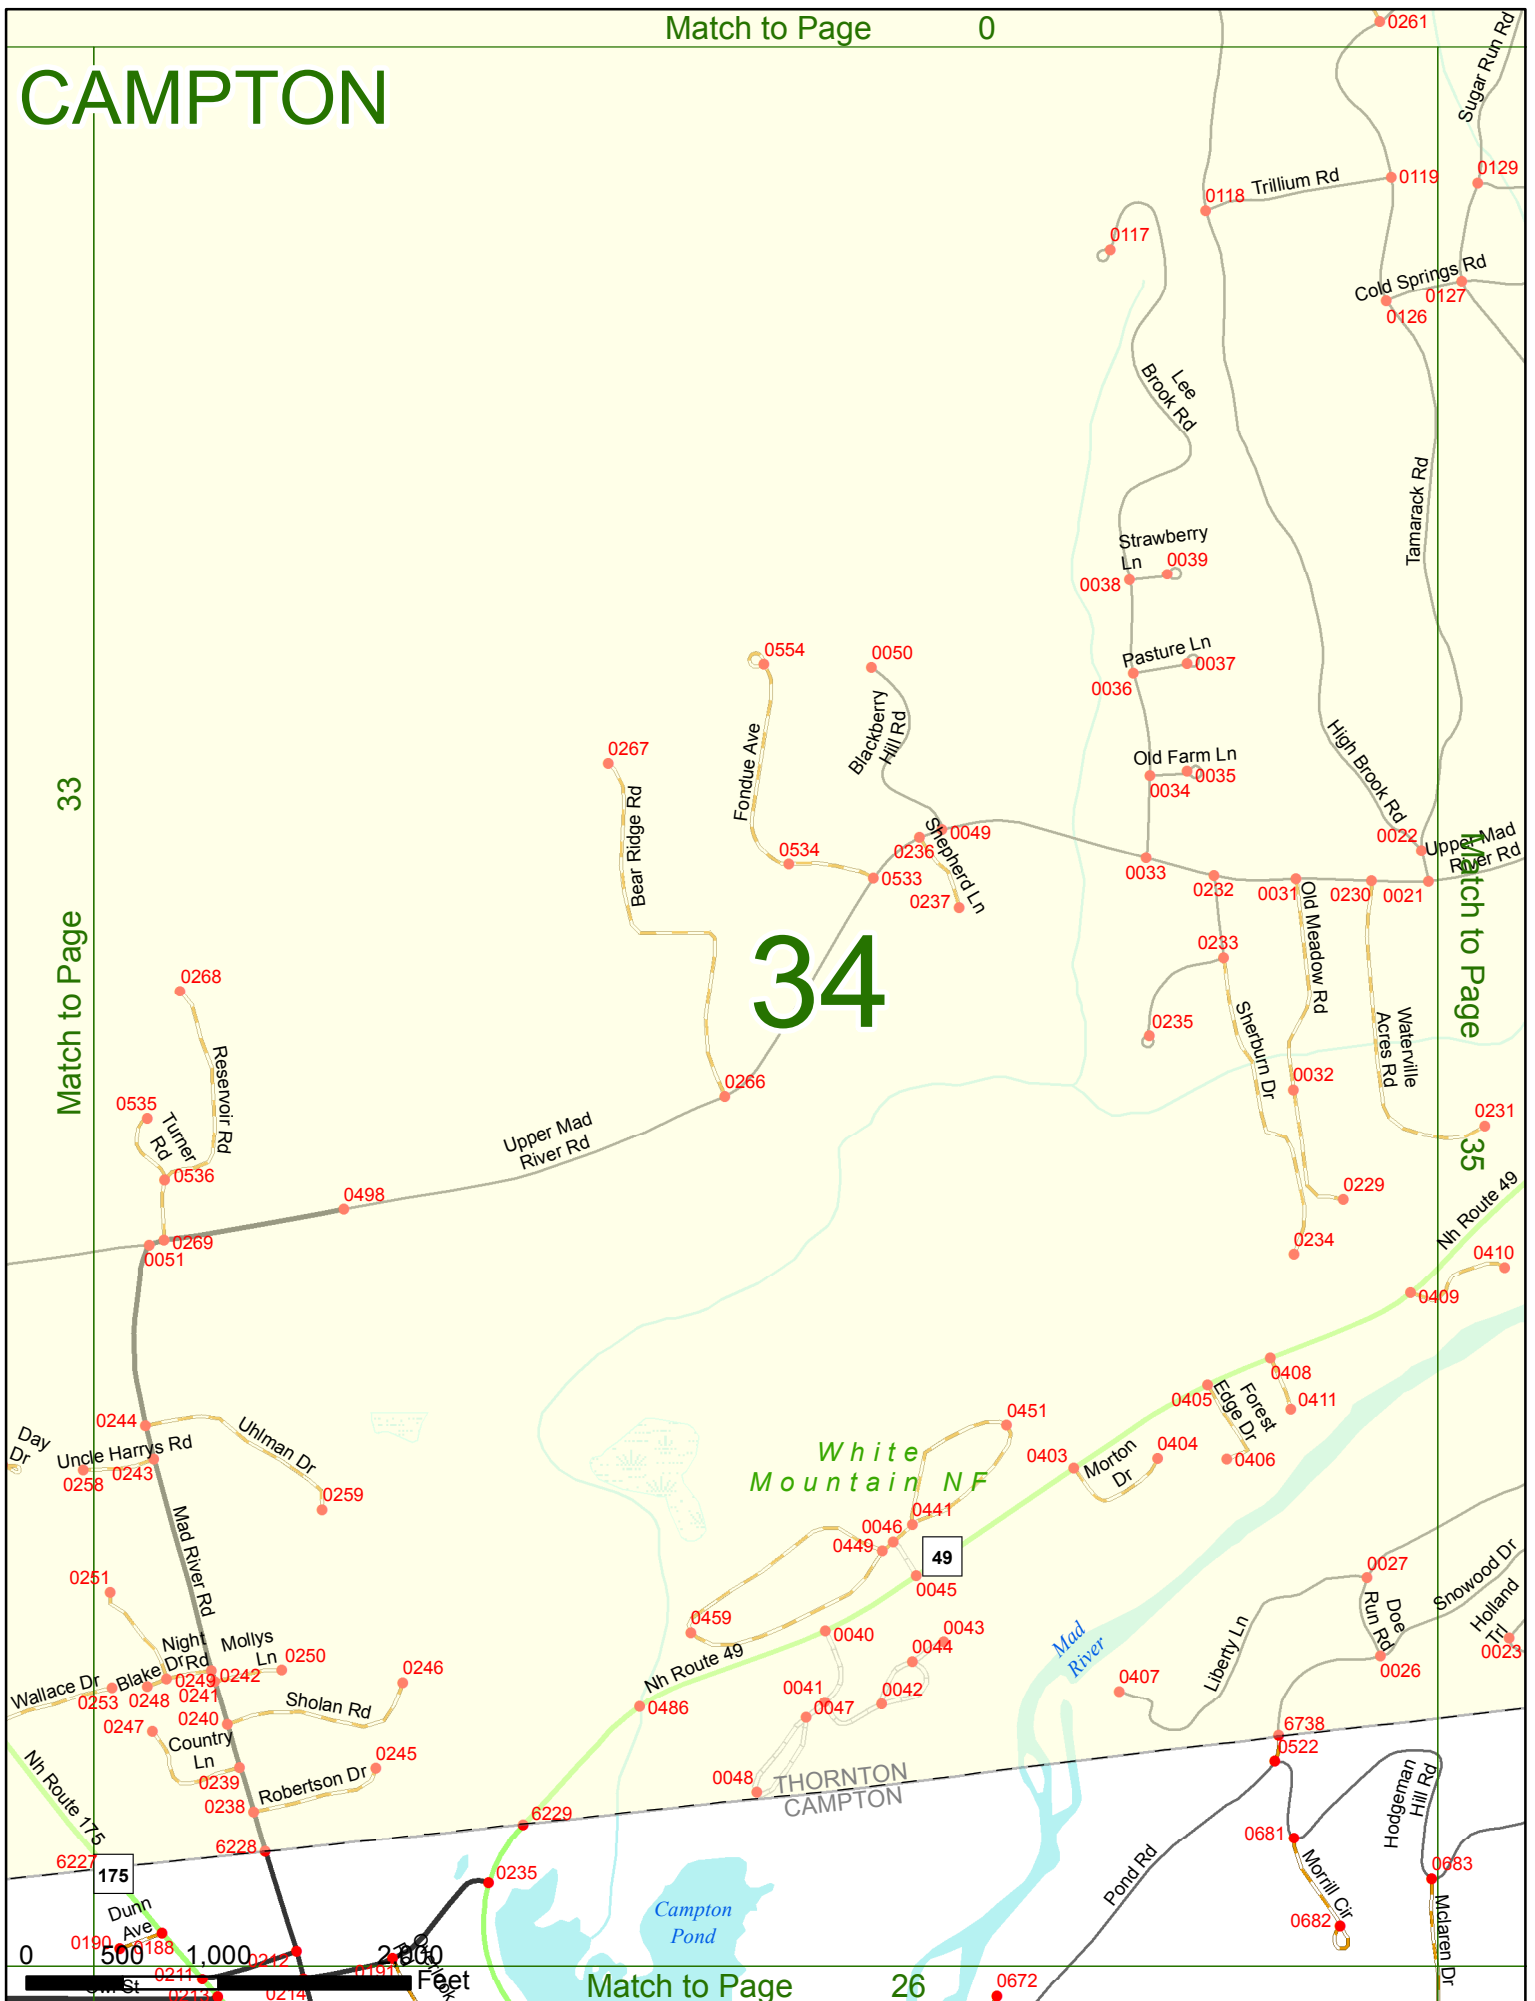 Match to Page 0
CAMPTON
0261
Sugar Run Rd
0118
Trillium Rd
0119
0129
0117
Cold Springs Rd
0127
0126
Lee
Brook Rd
Tamarack Rd
Strawberry
Ln
0039
0038
Pasture Ln
0037
0036
0554
0050
Blackberry
Hill Rd
Fondue Ave
0267
Bear Ridge Rd
Old Farm Ln
0035
0034
High Brook Rd
0022
Upper Mad
River Rd
33
Match to Page
0049
0236
Shepherd Ln
0534
0533
0237
0033
0232
0031
0230
0021
Match to Page
35
34
0233
Old Meadow Rd
Waterville
Acres Rd
0268
Reservoir Rd
0235
Sherburn Dr
0032
0266
0535
Turner
Rd
0231
Upper Mad
River Rd
0536
0498
0229
Nh Route 49
0269
0051
0234
0410
0409
0408
0405
Forest
Edge Dr
0411
0244
Day
Dr
Uncle Harrys Rd
Uhlman Dr
0243
0258
0451
White
Mountain NF
0403
Morton
Dr
0404
0406
0259
Mad River Rd
0441
0046
0449
49
0045
0027
Doe
Run Rd
Snowood Dr
Holland
Trl
0251
0459
0040
0043
0044
Mad
River
Liberty Ln
0023
0026
Night
Rd
Mollys
Ln
0250
Wallace Dr
Blake Dr
0249
0242
0253
0248
0241
0246
Nh Route 49
0407
0486
0041
0047
0042
0247
0240
Sholan Rd
Country
Ln
0245
6738
0522
0239
Robertson Dr
0238
0048
THORNTON
CAMPTON
Nh Route 175
Hodgeman
Hill Rd
6229
6228
0681
6227
175
0235
Pond Rd
Morrill Cir
0683
Dunn
Ave
Campton
Pond
0682
Mclaren Dr
0190
0188
0212
0191
Overlook
0 500 1,000 2,000
Feet
0211
0213
0214
Match to Page 26
0672